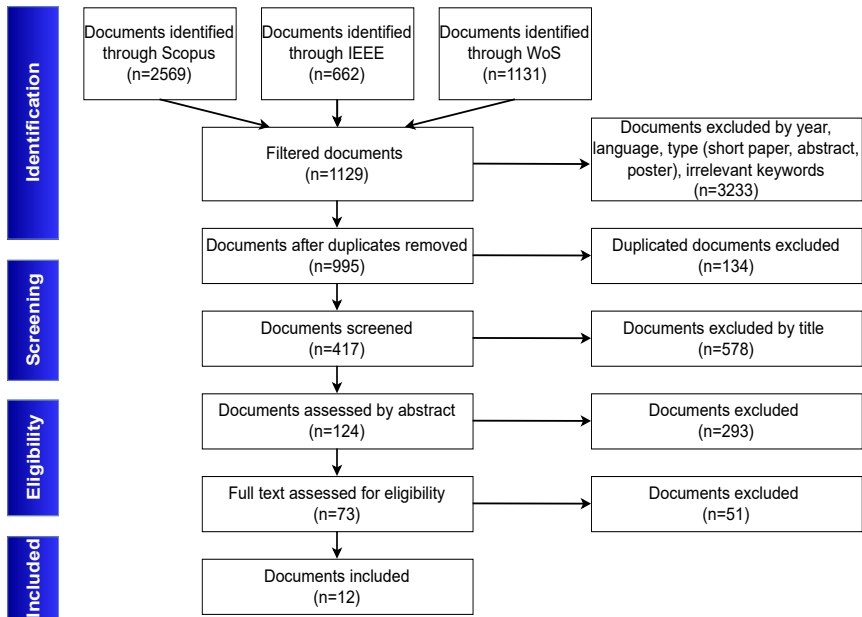 Identification
Documents identified
through Scopus
(n=2569)
Documents identified
through IEEE
(n=662)
Documents identified
through WoS
(n=1131)
Filtered documents
(n=1129)
Documents excluded by year,
language, type (short paper, abstract,
poster), irrelevant keywords
(n=3233)
Documents after duplicates removed
(n=995)
Duplicated documents excluded
(n=134)
Screening
Documents screened
(n=417)
Documents excluded by title
(n=578)
Eligibility
Documents assessed by abstract
(n=124)
Documents excluded
(n=293)
Full text assessed for eligibility
(n=73)
Documents excluded
(n=51)
Included
Documents included
(n=12)